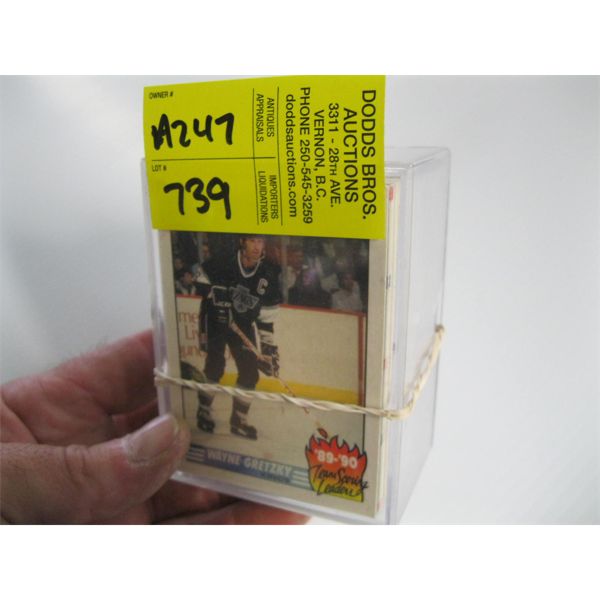 OWNER #
A247
LOT #
739
ANTIQUES
APPRAISALS
IMPORTERS
LIQUIDATIONS
DODDS BROS.
AUCTIONS
3311 - 28TH AVE.
VERNON, B.C.
PHONE 250-545-3259
doddsauctions.com
C
WAYNE GRETZKY
'89-'90
Team Scoring
Leaders